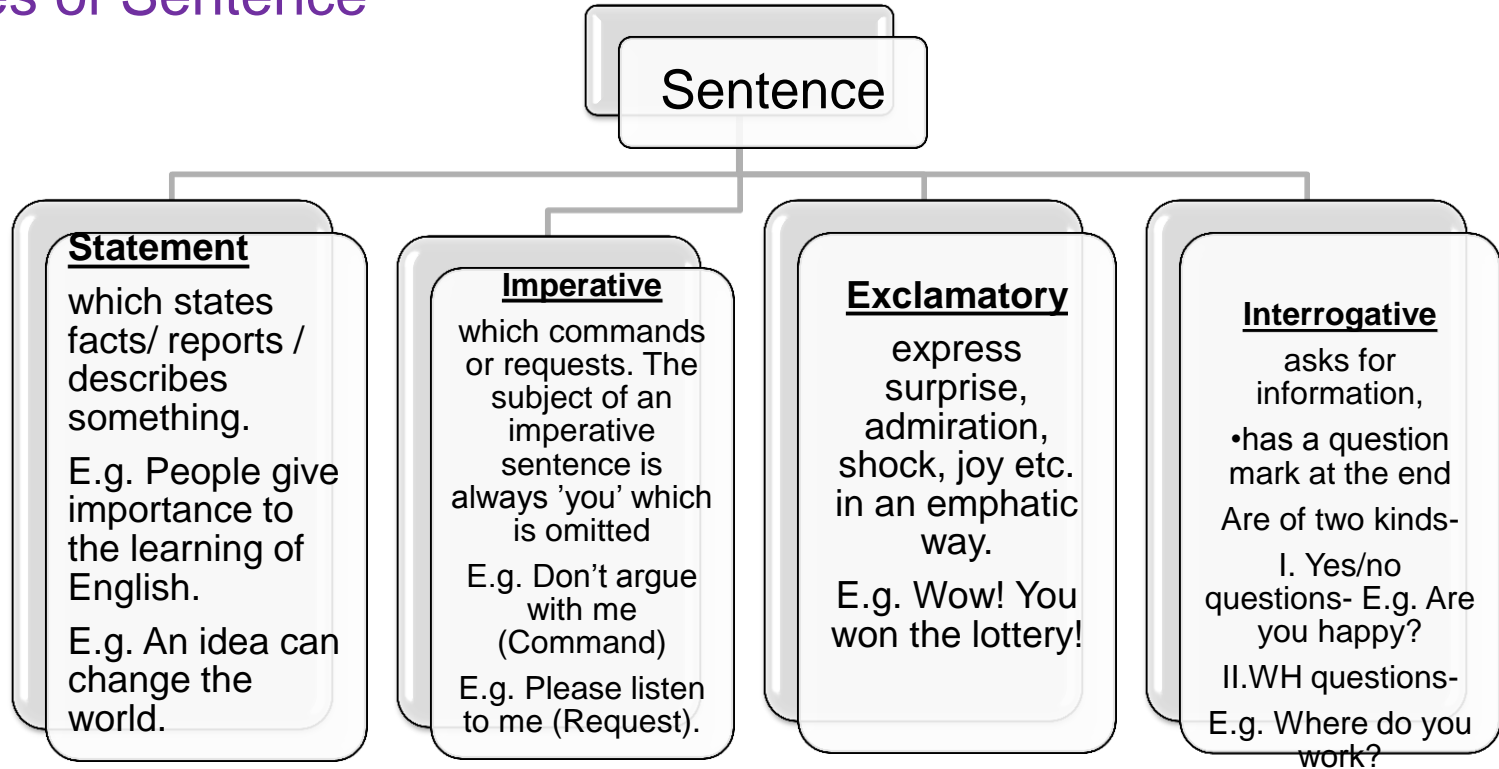 es of Sentence
Sentence
Statement
which states
facts/ reports /
describes
something.
E.g. People give
importance to
the learning of
English.
E.g. An idea can
change the
world.
Imperative
which commands
or requests. The
subject of an
imperative
sentence is
always ’you’ which
is omitted
E.g. Don’t argue
with me
(Command)
E.g. Please listen
to me (Request).
Exclamatory
express
surprise,
admiration,
shock, joy etc.
in an emphatic
way.
E.g. Wow! You
won the lottery!
Interrogative
asks for
information,
•has a question
mark at the end
Are of two kinds-
I. Yes/no
questions- E.g. Are
you happy?
II.WH questions-
E.g. Where do you
work?